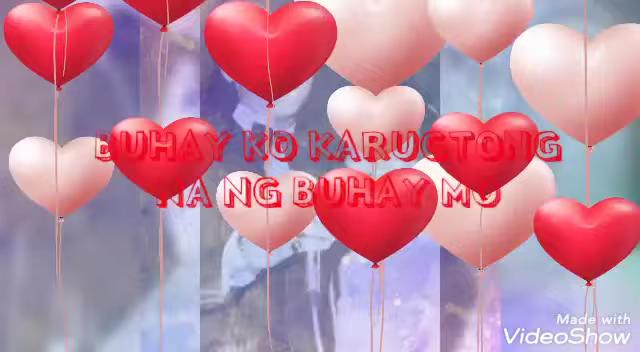 BUHAY KO KARUGTONG
NA NG BUHAY MO
Made with
VideoShow